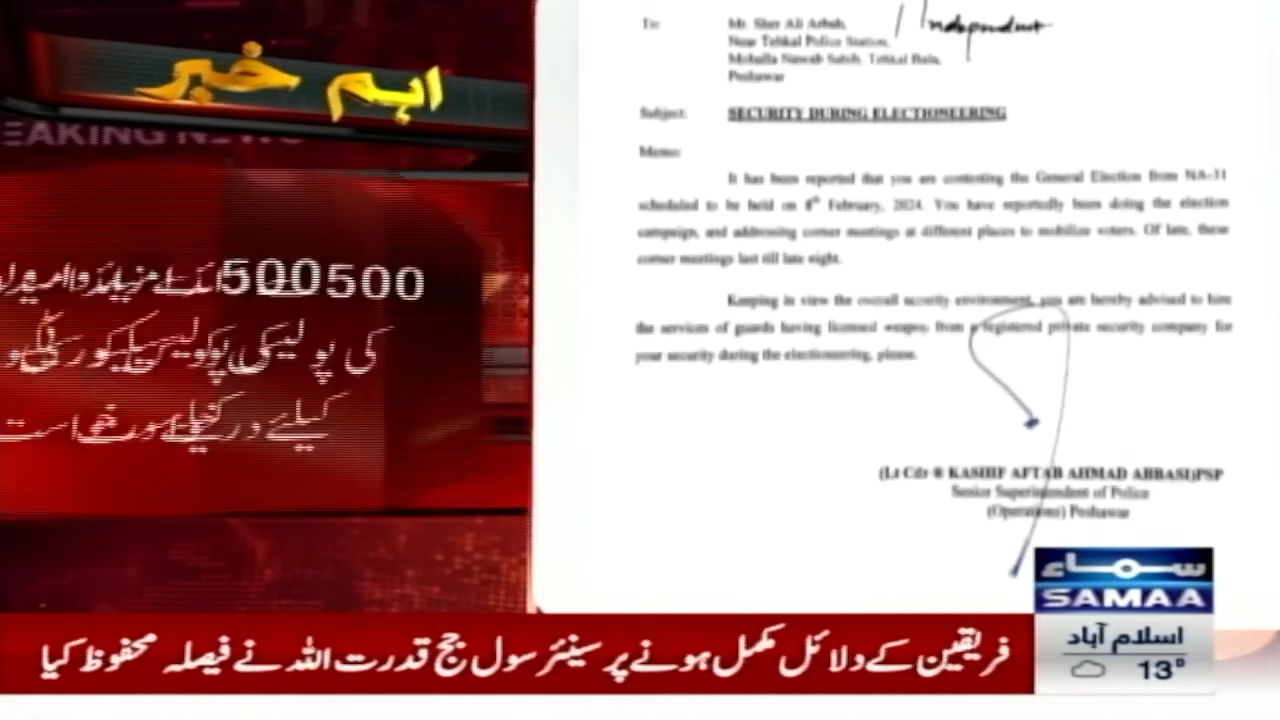 اہم خبر
To
Mr. Sher Ali Arbab,
Near Tehkal Police Station,
Mohalla Nawab Sahib, Tehkal Bala,
Peshawar
Independent
Subject: SECURITY DURING ELECTIONEERING
Memo:
It has been reported that you are contesting the General Election from NA-31
scheduled to be held on 8th February, 2024. You have reportedly been doing the election
campaign, and addressing corner meetings at different places to mobilize voters. Of late, these
corner meetings last till late night.
Keeping in view the overall security environment, you are hereby advised to hire
the services of guards having licensed weapon from a registered private security company for
your security during the electioneering, please.
(Lt Cdr ® KASHIF AFTAB AHMAD ABBASI)PSP
Senior Superintendent of Police
(Operations) Peshawar
500 500
سماء
SAMAA
اسلام آباد
13°
فریقین کے دلائل مکمل ہونے پر سینئر سول جج قدرت اللہ نے فیصلہ محفوظ کیا